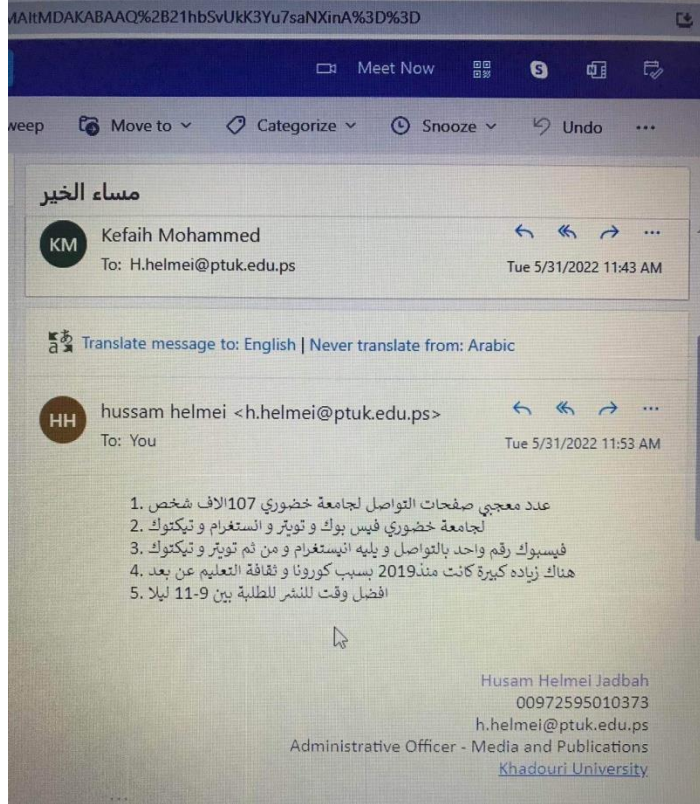 MAItMDAKABAAQ%2B21hbSvUkK3Yu7saNXinA%3D%3D
Meet Now
weep Move to Categorize Snooze Undo ...
مساء الخير
KM
Kefaih Mohammed
To: H.helmei@ptuk.edu.ps
Tue 5/31/2022 11:43 AM
Translate message to: English | Never translate from: Arabic
HH
hussam helmei <h.helmei@ptuk.edu.ps>
To: You
Tue 5/31/2022 11:53 AM
1. عدد معجبي صفحات التواصل لجامعة خضوري 107الاف شخص
2. لجامعة خضوري فيس بوك و تويتر و انستغرام و تيكتوك
3. فيسبوك رقم واحد بالتواصل و يليه انيستغرام و من ثم تويتر و تيكتوك
4. هناك زياده كبيرة كانت منذ2019 بسبب كورونا و ثقافة التعليم عن بعد
5. افضل وقت للنشر للطلبة بين 9-11 ليلا
Husam Helmei Jadbah
00972595010373
h.helmei@ptuk.edu.ps
Administrative Officer - Media and Publications
Khadouri University